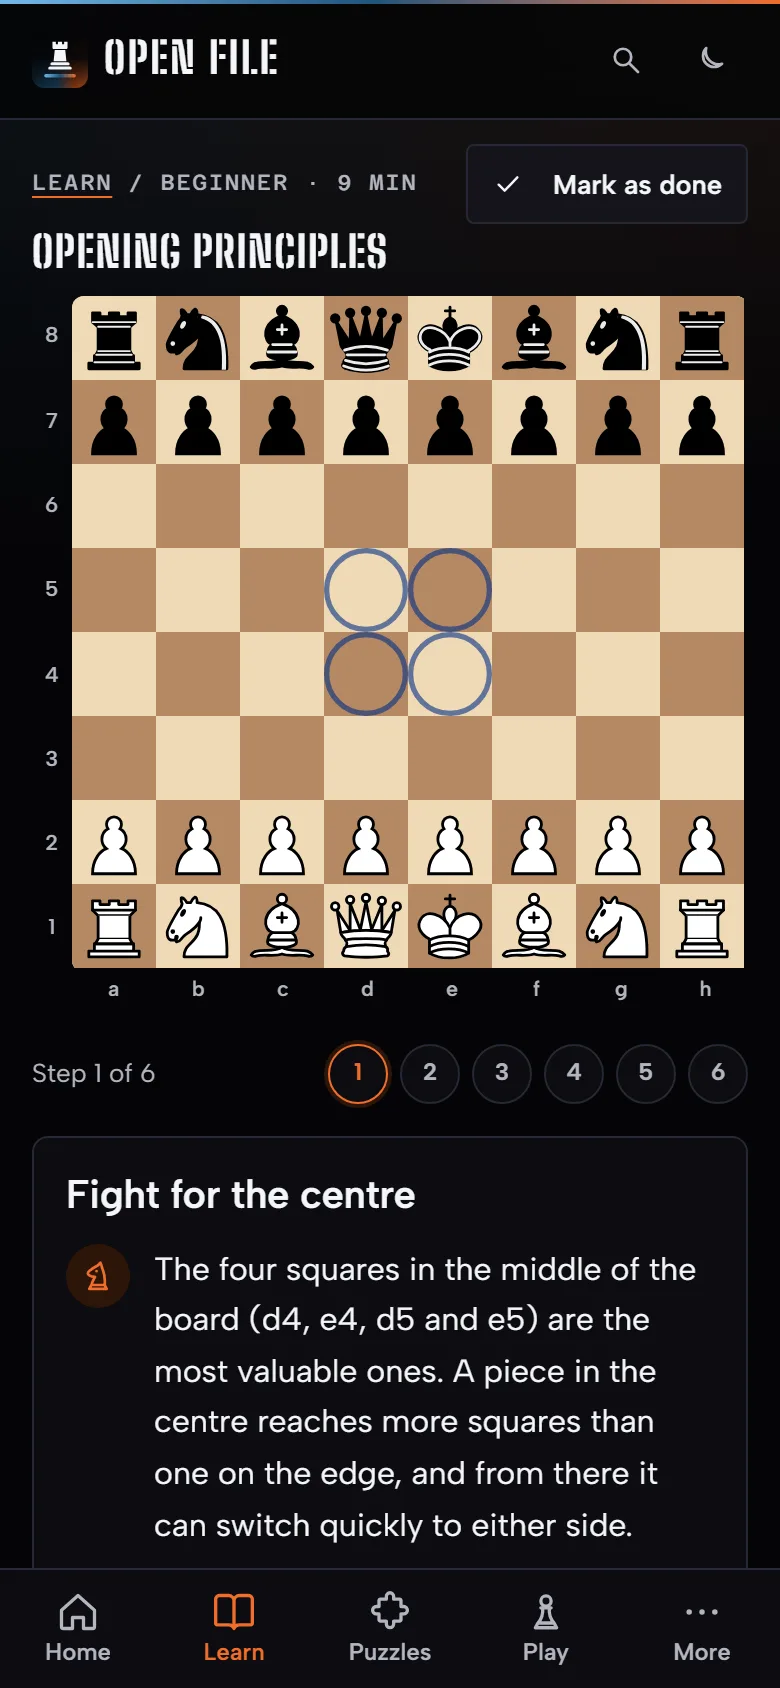 OPEN FILE
LEARN / BEGINNER · 9 MIN
Mark as done
OPENING PRINCIPLES
8
7
6
5
4
3
2
1
a b c d e f g h
Step 1 of 6
1 2 3 4 5 6
Fight for the centre
The four squares in the middle of the
board (d4, e4, d5 and e5) are the
most valuable ones. A piece in the
centre reaches more squares than
one on the edge, and from there it
can switch quickly to either side.
Home Learn Puzzles Play More